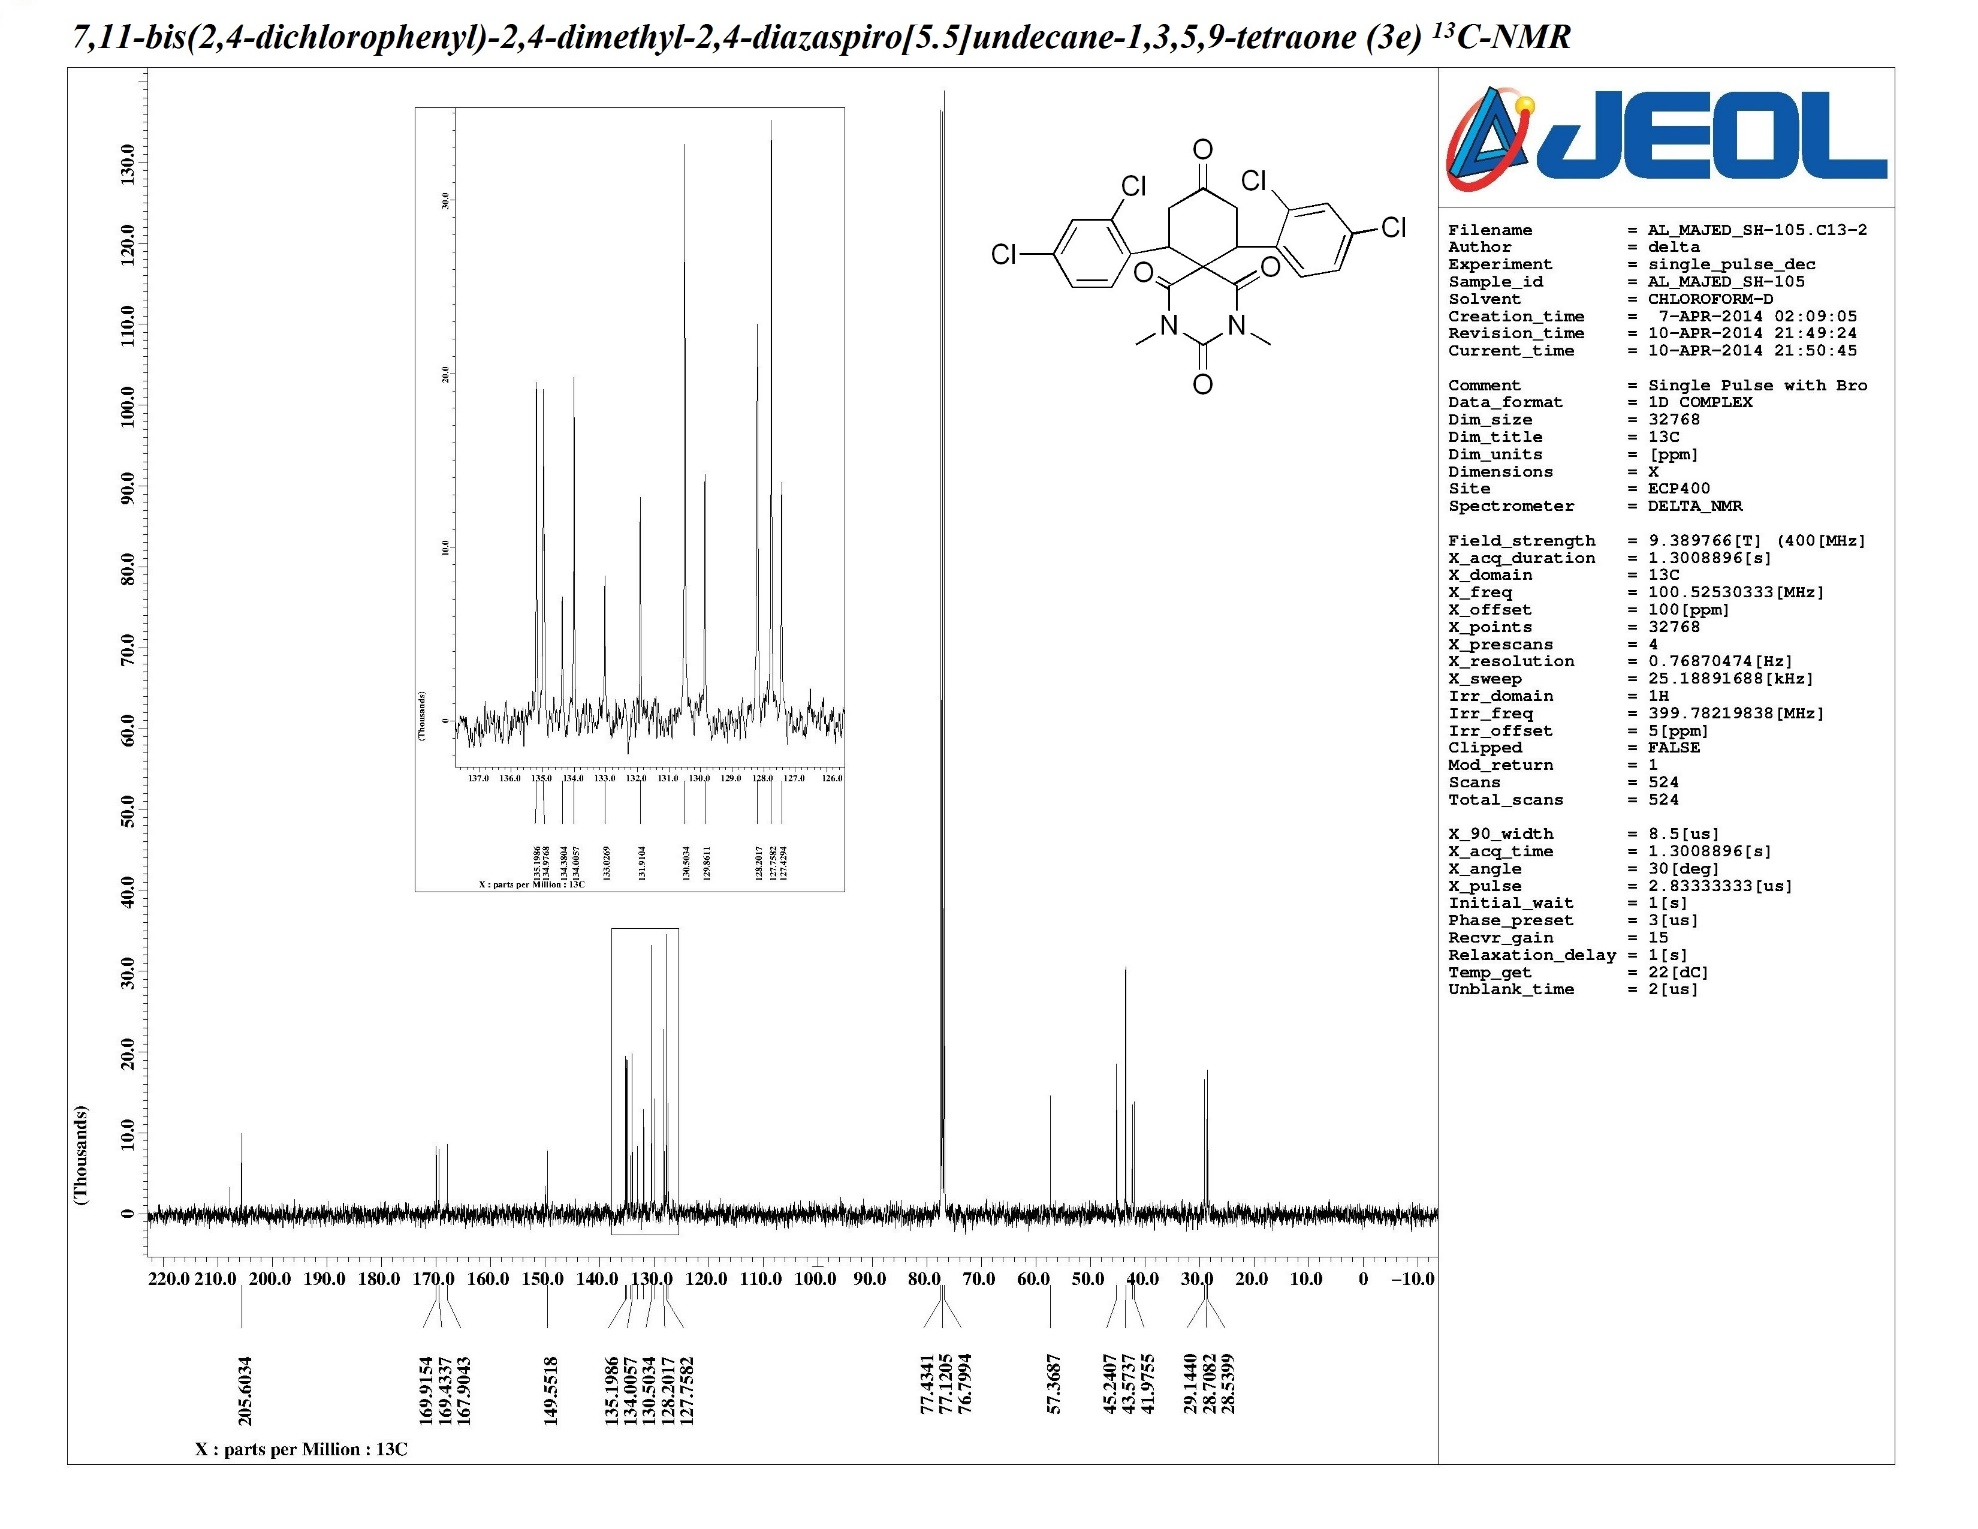 7,11-bis(2,4-dichlorophenyl)-2,4-dimethyl-2,4-diazaspiro[5.5]undecane-1,3,5,9-tetraone (3e) ¹³C-NMR
JEOL
Filename = AL_MAJED_SH-105.C13-2
Author = delta
Experiment = single_pulse_dec
Sample_id = AL_MAJED_SH-105
Solvent = CHLOROFORM-D
Creation_time = 7-APR-2014 02:09:05
Revision_time = 10-APR-2014 21:49:24
Current_time = 10-APR-2014 21:50:45
Comment = Single Pulse with Bro
Data_format = 1D COMPLEX
Dim_size = 32768
Dim_title = 13C
Dim_units = [ppm]
Dimensions = X
Site = ECP400
Spectrometer = DELTA_NMR
Field_strength = 9.389766[T] (400[MHz]
X_acq_duration = 1.3008896[s]
X_domain = 13C
X_freq = 100.52530333[MHz]
X_offset = 100[ppm]
X_points = 32768
X_prescans = 4
X_resolution = 0.76870474[Hz]
X_sweep = 25.18891688[kHz]
Irr_domain = 1H
Irr_freq = 399.78219838[MHz]
Irr_offset = 5[ppm]
Clipped = FALSE
Mod_return = 1
Scans = 524
Total_scans = 524
X_90_width = 8.5[us]
X_acq_time = 1.3008896[s]
X_angle = 30[deg]
X_pulse = 2.83333333[us]
Initial_wait = 1[s]
Phase_preset = 3[us]
Recvr_gain = 15
Relaxation_delay = 1[s]
Temp_get = 22[dC]
Unblank_time = 2[us]
O
Cl Cl
Cl Cl
O O
N N
O
130.0
120.0
110.0
100.0
90.0
80.0
70.0
60.0
50.0
40.0
30.0
20.0
10.0
0
(Thousands)
30.0
20.0
10.0
0
(Thousands)
137.0 136.0 135.0 134.0 133.0 132.0 131.0 130.0 129.0 128.0 127.0 126.0
135.1986 134.9768 134.3804 134.0057 133.0269 131.9104 130.5034 129.8611 128.2017 127.7582 127.4294
X : parts per Million : 13C
220.0 210.0 200.0 190.0 180.0 170.0 160.0 150.0 140.0 130.0 120.0 110.0 100.0 90.0 80.0 70.0 60.0 50.0 40.0 30.0 20.0 10.0 0 −10.0
205.6034 169.9154 169.4337 167.9043 149.5518 135.1986 134.0057 130.5034 128.2017 127.7582 77.4341 77.1205 76.7994 57.3687 45.2407 43.5737 41.9755 29.1440 28.7082 28.5399
X : parts per Million : 13C